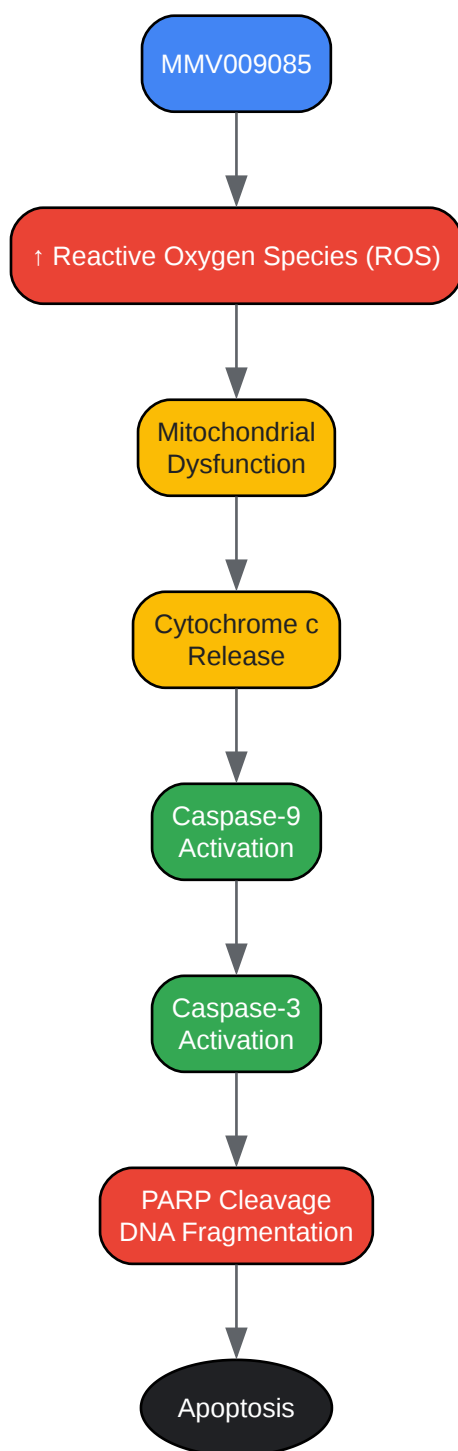 MMV009085
↑ Reactive Oxygen Species (ROS)
Mitochondrial
Dysfunction
Cytochrome c
Release
Caspase-9
Activation
Caspase-3
Activation
PARP Cleavage
DNA Fragmentation
Apoptosis